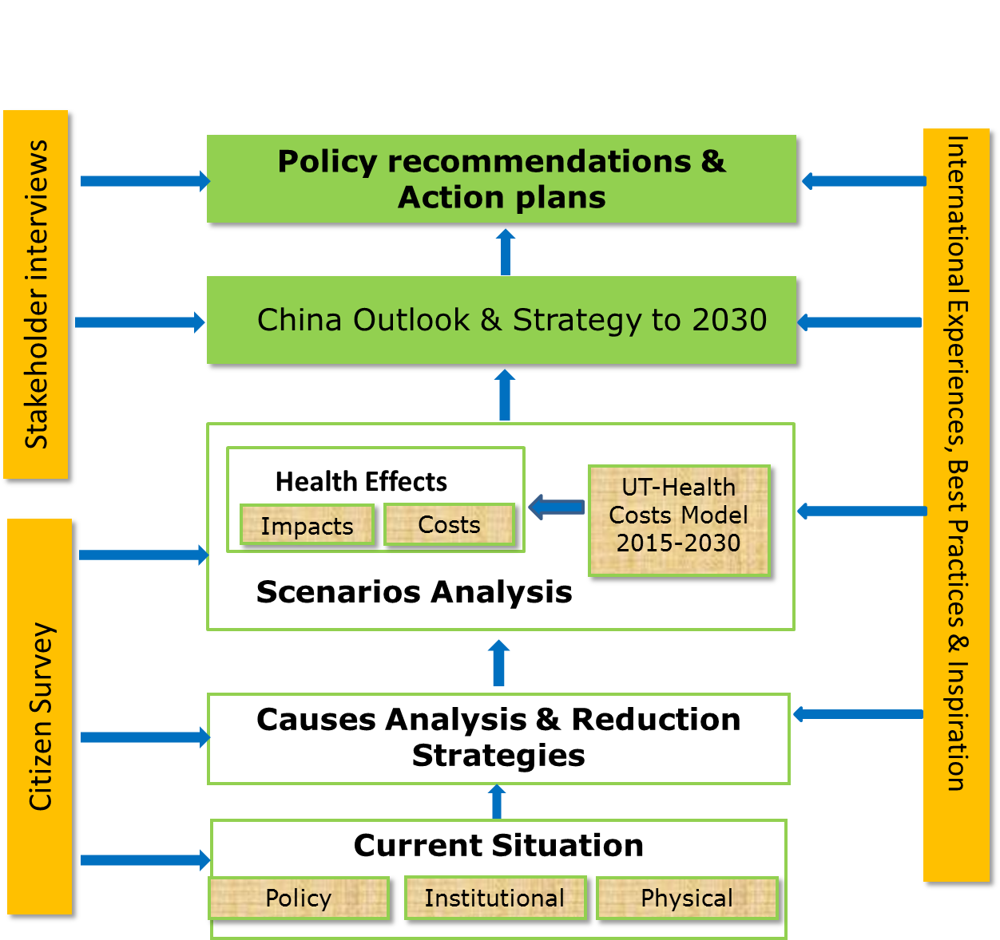 Stakeholder interviews
Citizen Survey
Policy recommendations &
Action plans
China Outlook & Strategy to 2030
Health Effects
Impacts
Costs
UT-Health
Costs Model
2015-2030
Scenarios Analysis
Causes Analysis & Reduction
Strategies
Current Situation
Policy
Institutional
Physical
International Experiences, Best Practices & Inspiration